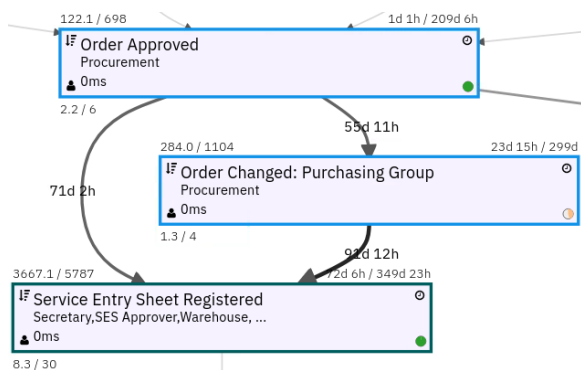 122.1 / 698
1d 1h / 209d 6h
Order Approved
Procurement
0ms
2.2 / 6
55d 11h
284.0 / 1104
23d 15h / 299d
Order Changed: Purchasing Group
Procurement
71d 2h
0ms
1.3 / 4
91d 12h
3667.1 / 5787
72d 6h / 349d 23h
Service Entry Sheet Registered
Secretary,SES Approver,Warehouse, ...
0ms
8.3 / 30